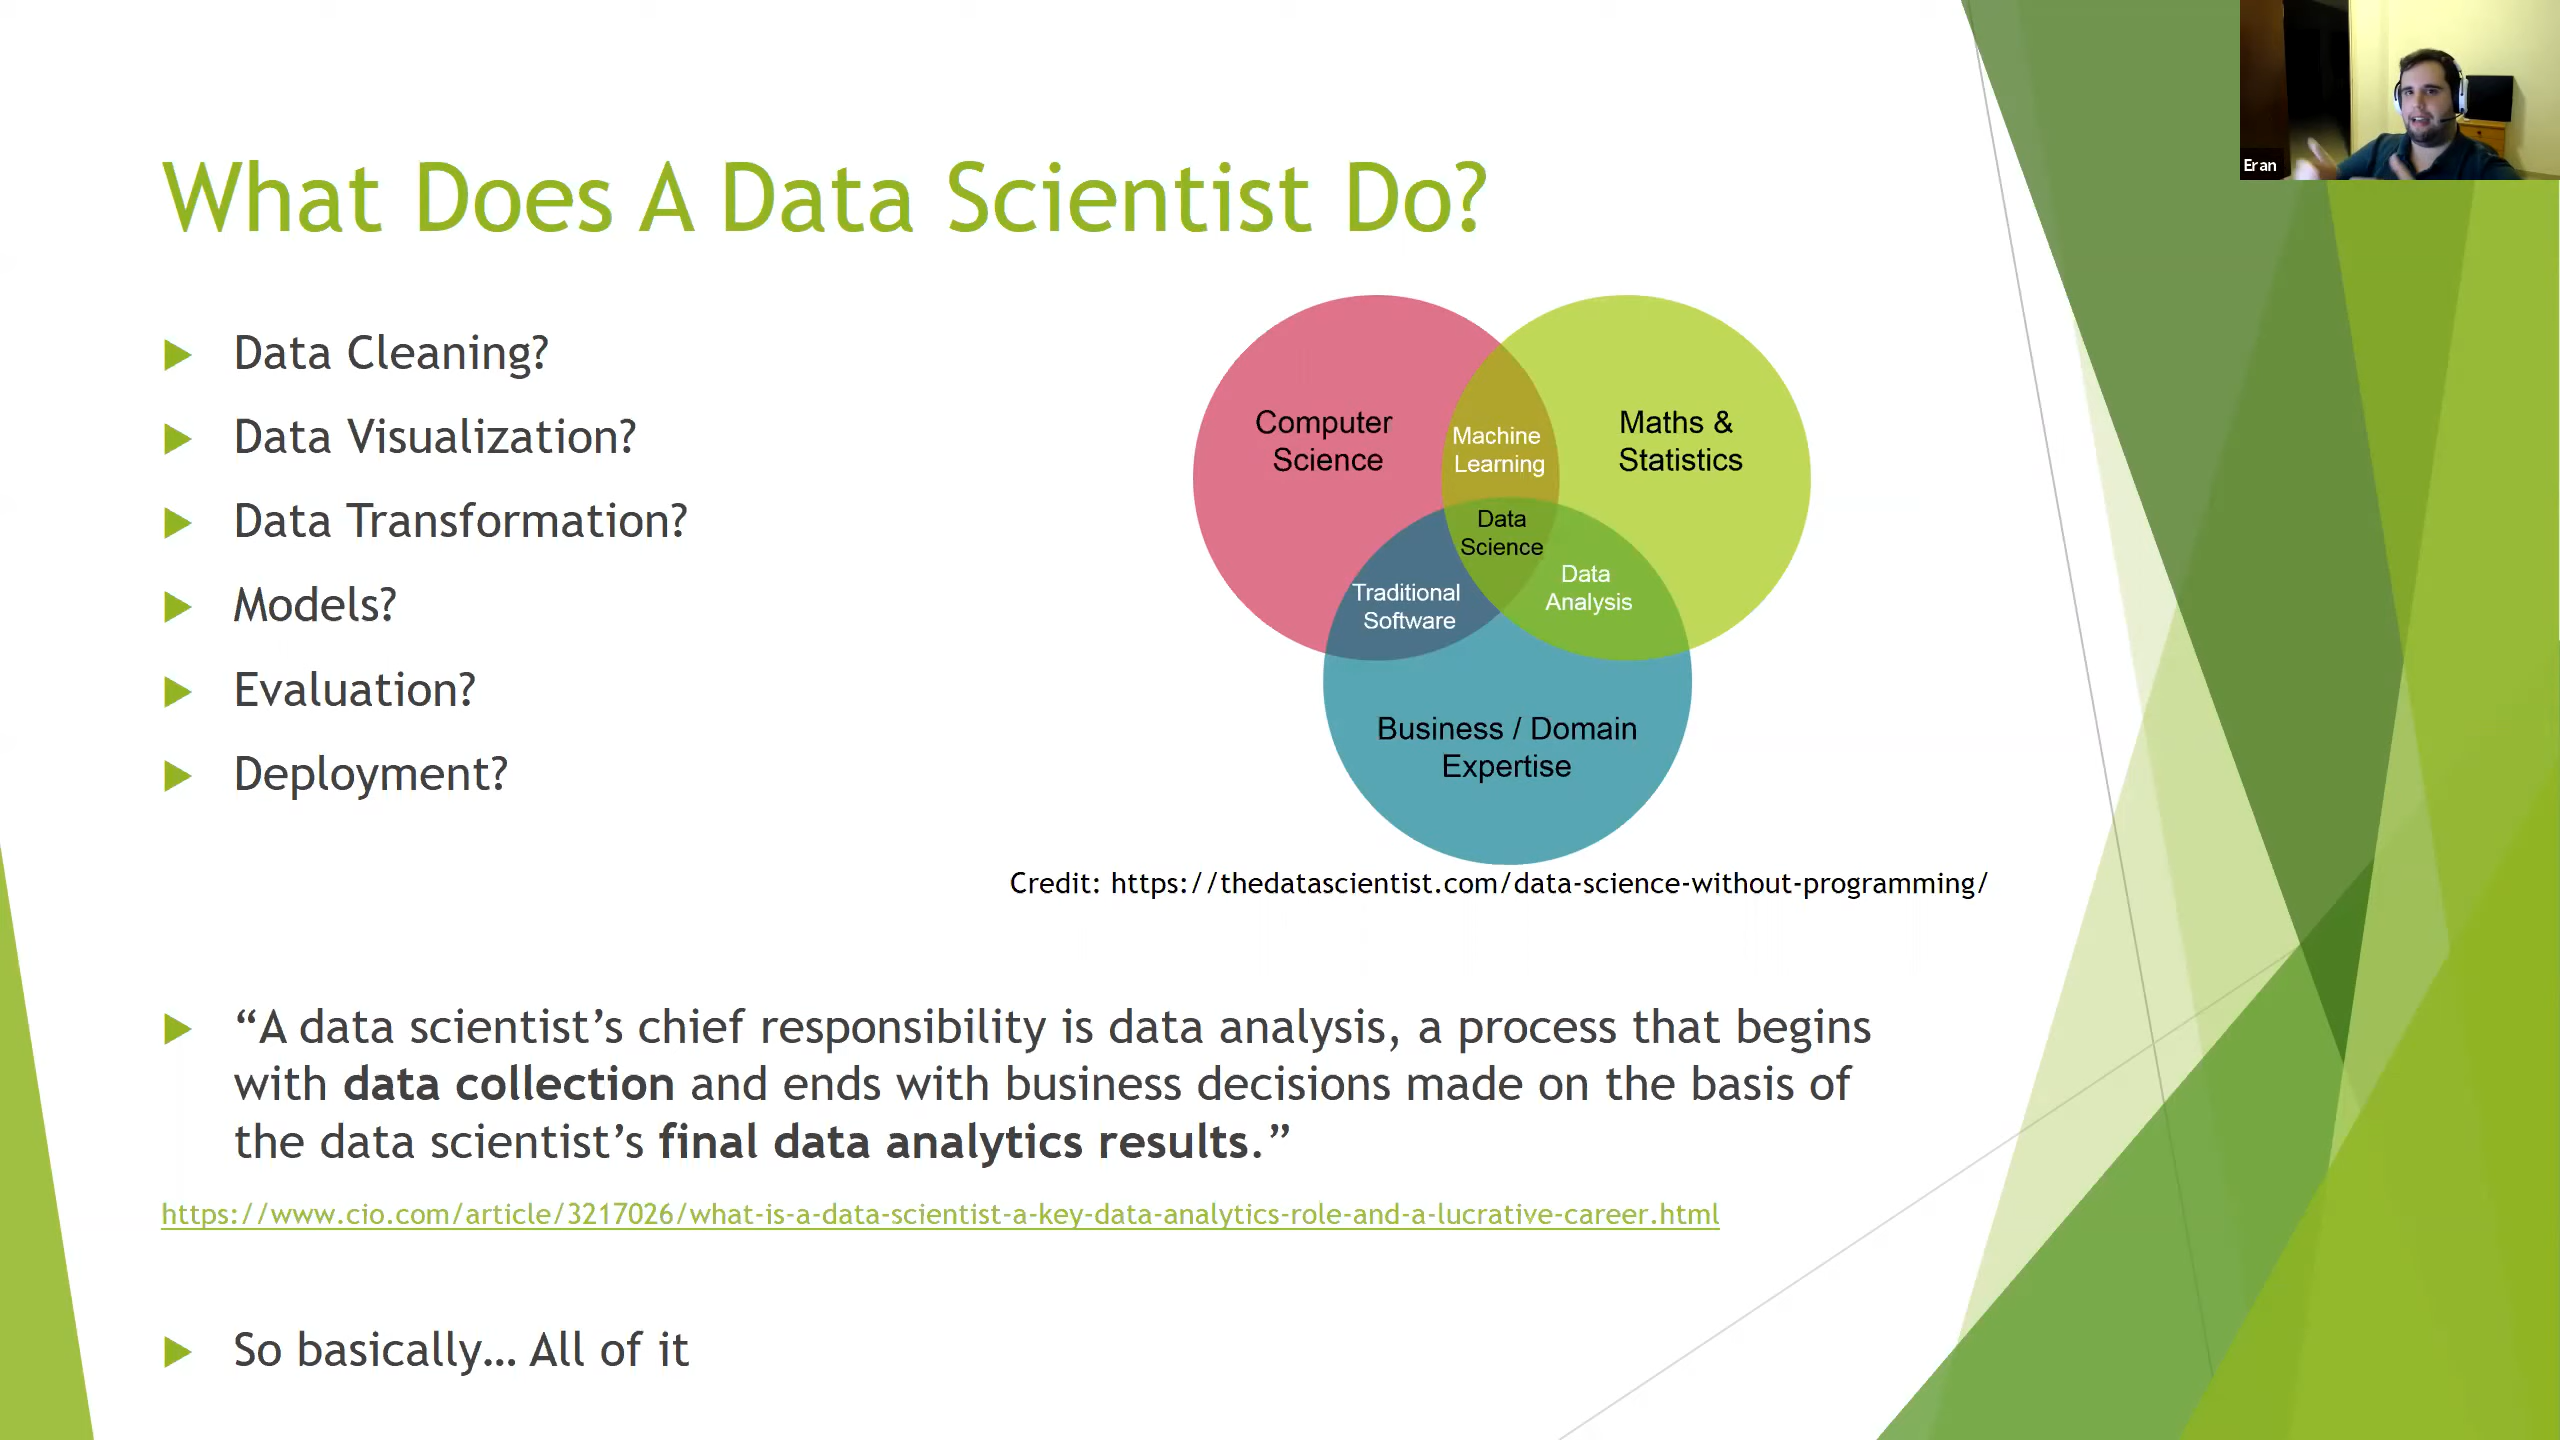 What Does A Data Scientist Do?
Eran
Data Cleaning?
Data Visualization?
Data Transformation?
Models?
Evaluation?
Deployment?
Computer
Science
Machine
Learning
Maths &
Statistics
Data
Science
Traditional
Software
Data
Analysis
Business / Domain
Expertise
Credit: https://thedatascientist.com/data-science-without-programming/
“A data scientist’s chief responsibility is data analysis, a process that begins
with data collection and ends with business decisions made on the basis of
the data scientist’s final data analytics results.”
https://www.cio.com/article/3217026/what-is-a-data-scientist-a-key-data-analytics-role-and-a-lucrative-career.html
So basically… All of it